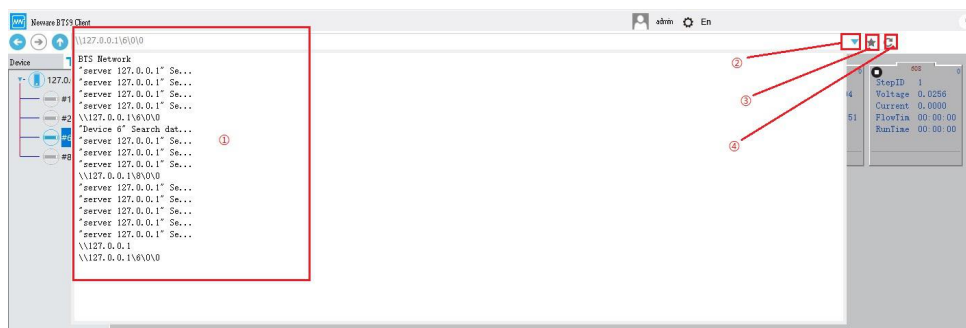 Neware BTS9 Client
admin
En
\\127.0.0.1\6\0\0
Device
127.0.
#1
#2
#6
#8
BTS Network
"server 127.0.0.1" Se...
"server 127.0.0.1" Se...
"server 127.0.0.1" Se...
"server 127.0.0.1" Se...
\\127.0.0.1\6\0\0
"Device 6" Search dat...
"server 127.0.0.1" Se...
"server 127.0.0.1" Se...
"server 127.0.0.1" Se...
\\127.0.0.1\8\0\0
"server 127.0.0.1" Se...
"server 127.0.0.1" Se...
"server 127.0.0.1" Se...
"server 127.0.0.1" Se...
"server 127.0.0.1" Se...
\\127.0.0.1
\\127.0.0.1\6\0\0
①
②
③
④
0
04
51
608
0
StepID 1
Voltage 0.0256
Current 0.0000
FlowTim 00:00:00
RunTime 00:00:00